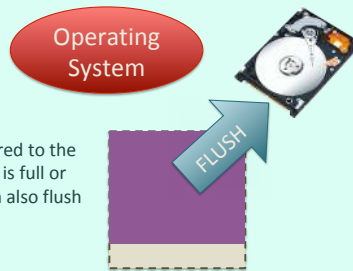 Operating
System
FLUSH
red to the
is full or
also flush